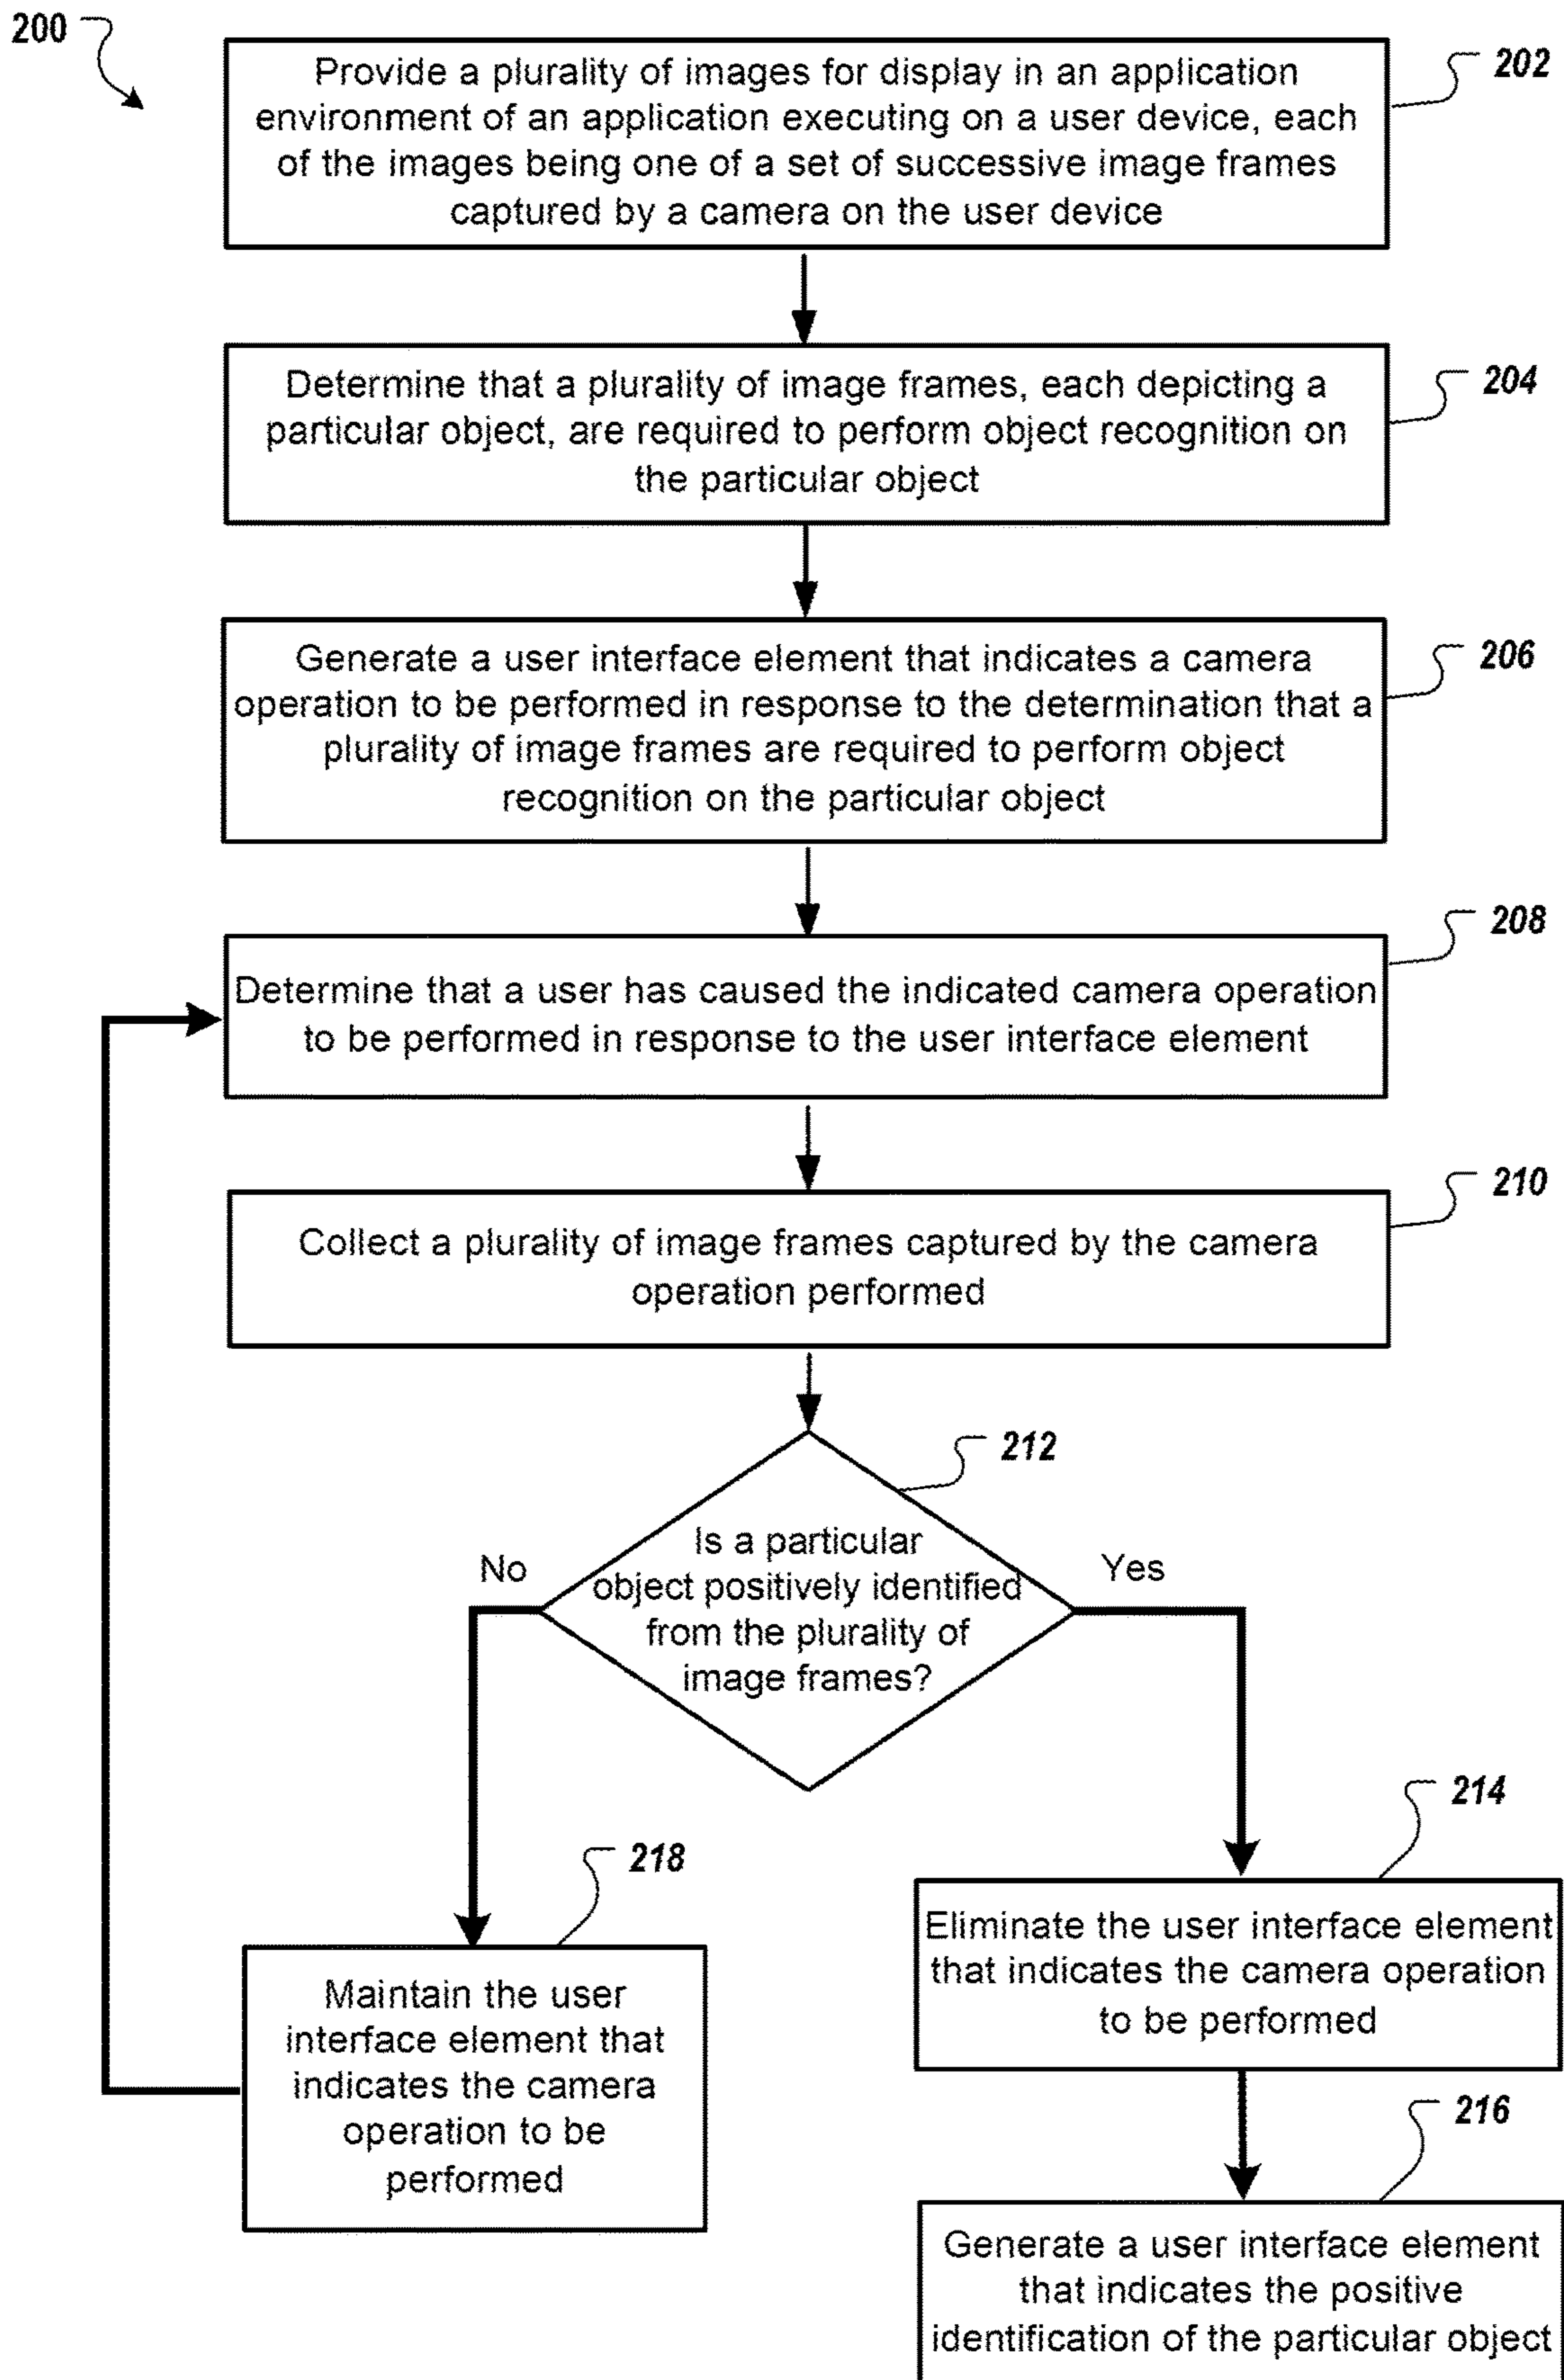 200
202
Provide a plurality of images for display in an application
environment of an application executing on a user device, each
of the images being one of a set of successive image frames
captured by a camera on the user device
204
Determine that a plurality of image frames, each depicting a
particular object, are required to perform object recognition on
the particular object
206
Generate a user interface element that indicates a camera
operation to be performed in response to the determination that a
plurality of image frames are required to perform object
recognition on the particular object
208
Determine that a user has caused the indicated camera operation
to be performed in response to the user interface element
210
Collect a plurality of image frames captured by the camera
operation performed
212
Is a particular
object positively identified
from the plurality of
image frames?
No
Yes
214
Eliminate the user interface element
that indicates the camera operation
to be performed
218
Maintain the user
interface element that
indicates the camera
operation to be
performed
216
Generate a user interface element
that indicates the positive
identification of the particular object